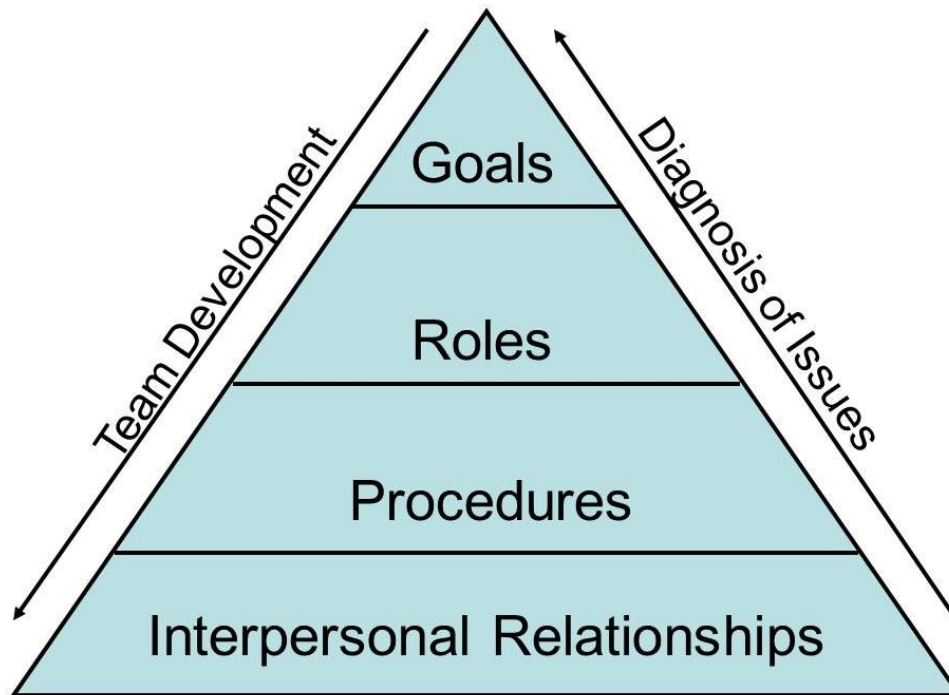 Goals
Roles
Procedures
Interpersonal Relationships
Team Development
Diagnosis of Issues